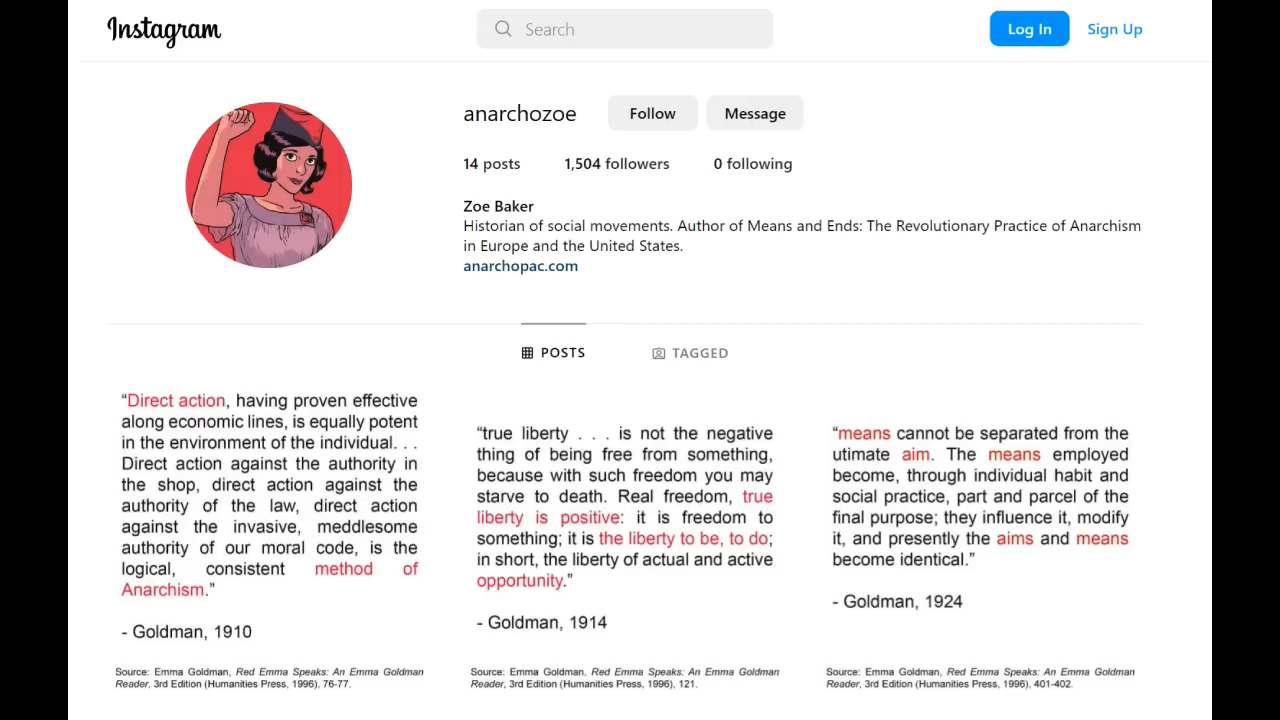 Instagram
Search
Log In
Sign Up
anarchozoe
Follow
Message
14 posts
1,504 followers
0 following
Zoe Baker
Historian of social movements. Author of Means and Ends: The Revolutionary Practice of Anarchism
in Europe and the United States.
anarchopac.com
POSTS
TAGGED
“Direct action, having proven effective
along economic lines, is equally potent
in the environment of the individual. . .
Direct action against the authority in
the shop, direct action against the
authority of the law, direct action
against the invasive, meddlesome
authority of our moral code, is the
logical, consistent method of
Anarchism.”
- Goldman, 1910
Source: Emma Goldman, Red Emma Speaks: An Emma Goldman
Reader, 3rd Edition (Humanities Press, 1996), 76-77.
“true liberty . . . is not the negative
thing of being free from something,
because with such freedom you may
starve to death. Real freedom, true
liberty is positive: it is freedom to
something; it is the liberty to be, to do;
in short, the liberty of actual and active
opportunity.”
- Goldman, 1914
Source: Emma Goldman, Red Emma Speaks: An Emma Goldman
Reader, 3rd Edition (Humanities Press, 1996), 121.
“means cannot be separated from the
utimate aim. The means employed
become, through individual habit and
social practice, part and parcel of the
final purpose; they influence it, modify
it, and presently the aims and means
become identical.”
- Goldman, 1924
Source: Emma Goldman, Red Emma Speaks: An Emma Goldman
Reader, 3rd Edition (Humanities Press, 1996), 401-402.